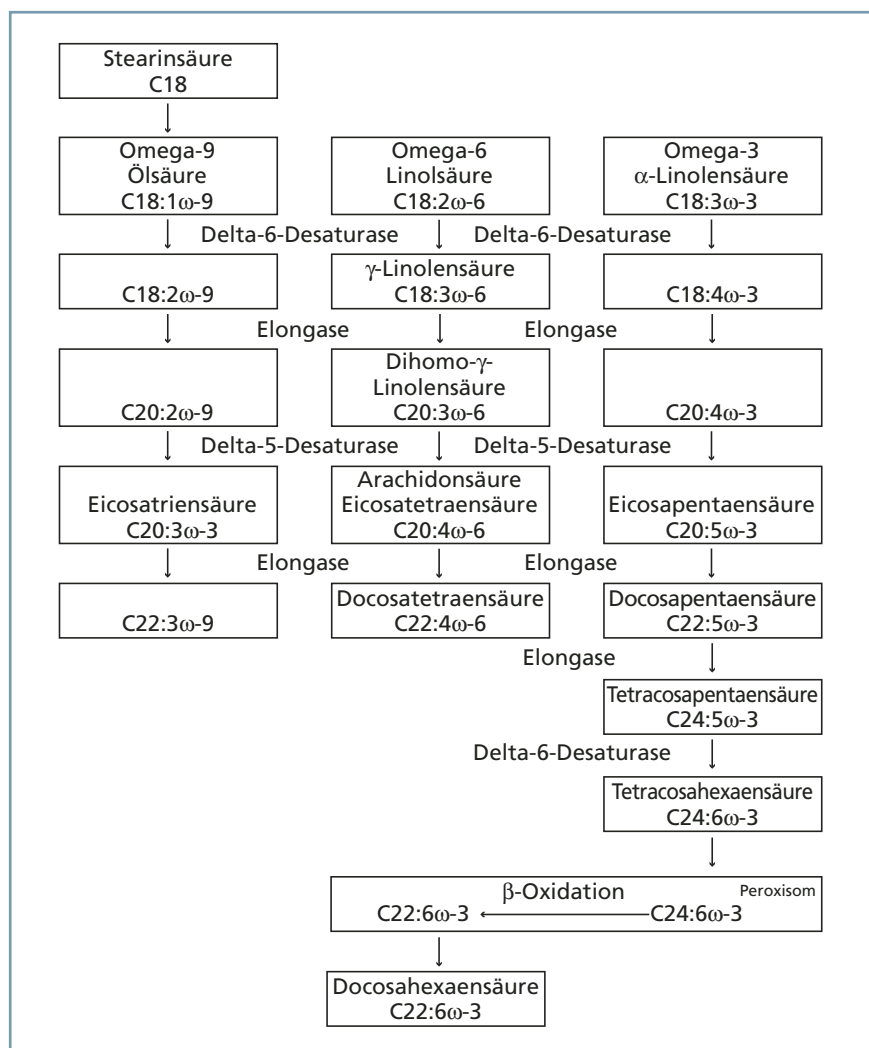 Stearinsäure
C18
Omega-9
Ölsäure
C18:1ω-9
Omega-6
Linolsäure
C18:2ω-6
Omega-3
α-Linolensäure
C18:3ω-3
Delta-6-Desaturase
Delta-6-Desaturase
C18:2ω-9
γ-Linolensäure
C18:3ω-6
C18:4ω-3
Elongase
Elongase
C20:2ω-9
Dihomo-γ-
Linolensäure
C20:3ω-6
C20:4ω-3
Delta-5-Desaturase
Delta-5-Desaturase
Eicosatriensäure
C20:3ω-3
Arachidonsäure
Eicosatetraensäure
C20:4ω-6
Eicosapentaensäure
C20:5ω-3
Elongase
Elongase
C22:3ω-9
Docosatetraensäure
C22:4ω-6
Docosapentaensäure
C22:5ω-3
Elongase
Tetracosapentaensäure
C24:5ω-3
Delta-6-Desaturase
Tetracosahexaensäure
C24:6ω-3
β-Oxidation
Peroxisom
C22:6ω-3
C24:6ω-3
Docosahexaensäure
C22:6ω-3